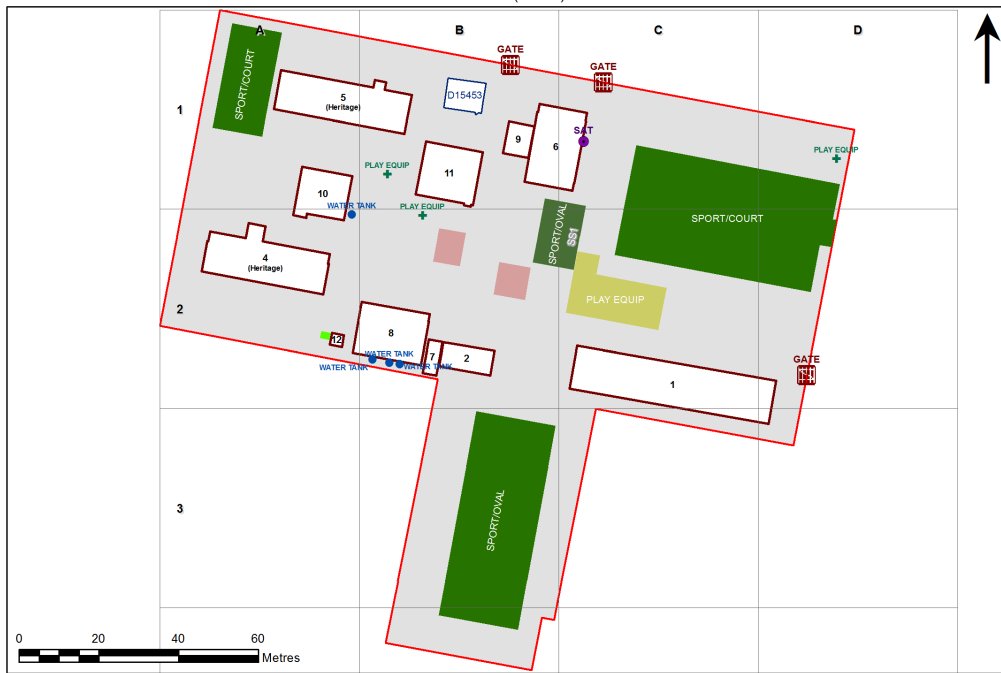 A
B
C
D
GATE
GATE
SPORT/COURT
5
(Heritage)
D15453
1
9
6
SAT
PLAY EQUIP
PLAY EQUIP
11
10
WATER TANK
PLAY EQUIP
SPORT/COURT
SPORT/OVAL
SS1
4
(Heritage)
PLAY EQUIP
2
8
12
WATER TANK
WATER TANK
WATER TANK
7
2
GATE
1
3
SPORT/OVAL
0
20
40
60
Metres